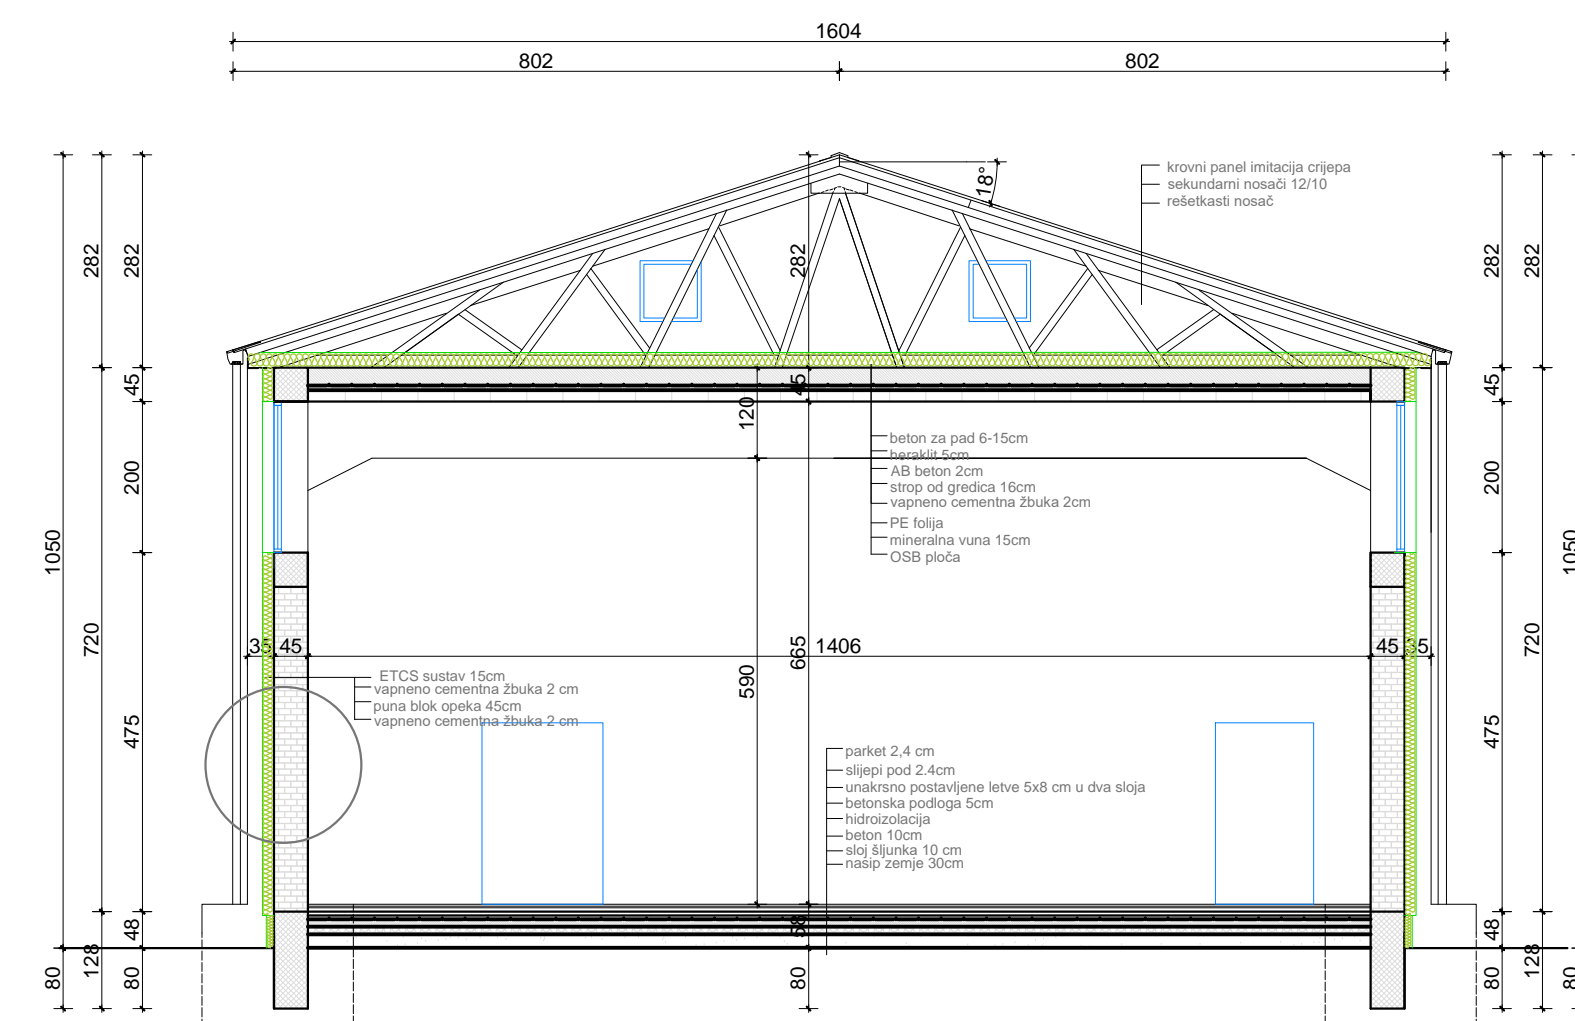 1604
802
802
18°
krovni panel imitacija crijepa
sekundarni nosači 12/10
rešetkasti nosač
282
282
282
282
282
45
45
45
120
200
200
beton za pad 6-15cm
heraklit 5cm
AB beton 2cm
strop od gredica 16cm
vapneno cementna žbuka 2cm
PE folija
mineralna vuna 15cm
OSB ploča
1050
1050
720
720
35
45
665
1406
45
35
590
ETCS sustav 15cm
vapneno cementna žbuka 2 cm
puna blok opeka 45cm
vapneno cementna žbuka 2 cm
475
475
parket 2,4 cm
slijepi pod 2.4cm
unakrsno postavljene letve 5x8 cm u dva sloja
betonska podloga 5cm
hidroizolacija
beton 10cm
sloj šljunka 10 cm
nasip zemje 30cm
48
58
48
80
128
80
80
80
128
80